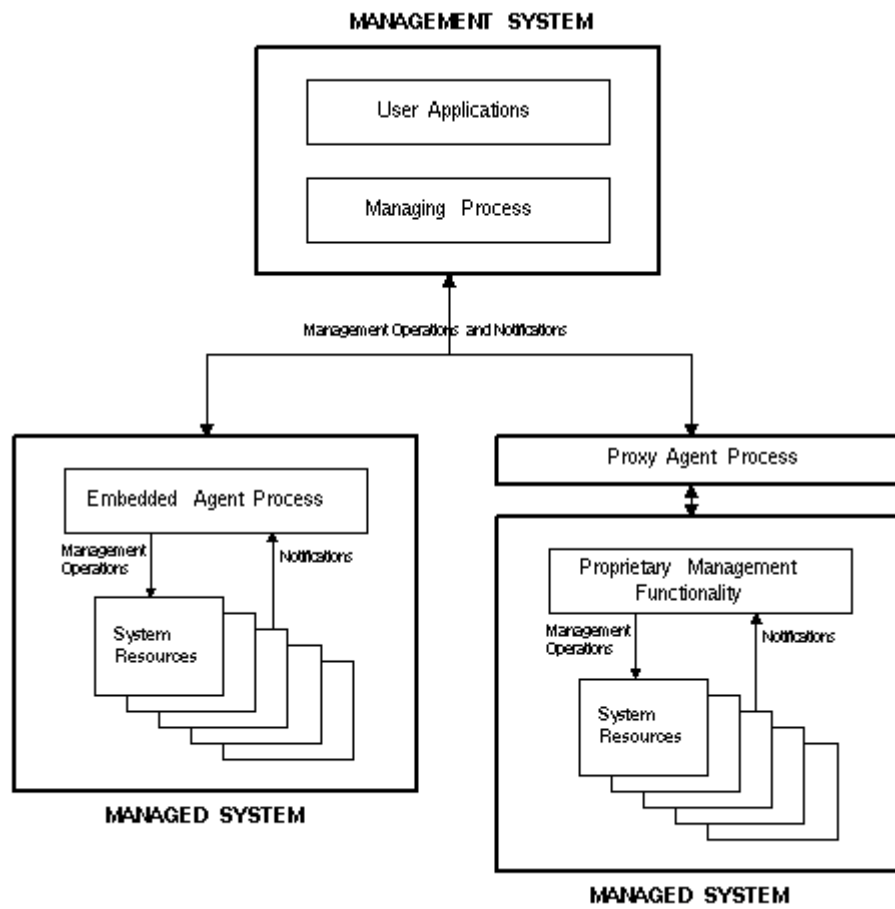 MANAGEMENT SYSTEM
User Applications
Managing Process
Management Operations and Notifications
Embedded Agent Process
Management
Operations
Notifications
System
Resources
MANAGED SYSTEM
Proxy Agent Process
Proprietary Management
Functionality
Management
Operations
Notifications
System
Resources
MANAGED SYSTEM